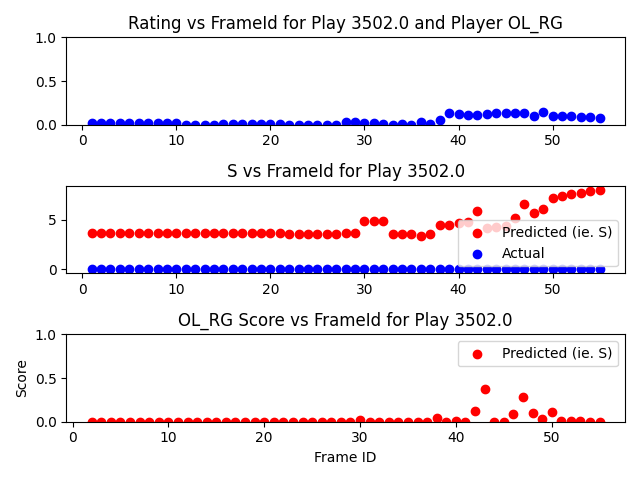 Rating vs FrameId for Play 3502.0 and Player OL_RG
1.0
0.5
0.0
0 10 20 30 40 50
S vs FrameId for Play 3502.0
5
0
Predicted (ie. S)
Actual
0 10 20 30 40 50
OL_RG Score vs FrameId for Play 3502.0
1.0
0.5
0.0
Score
Predicted (ie. S)
0 10 20 30 40 50
Frame ID